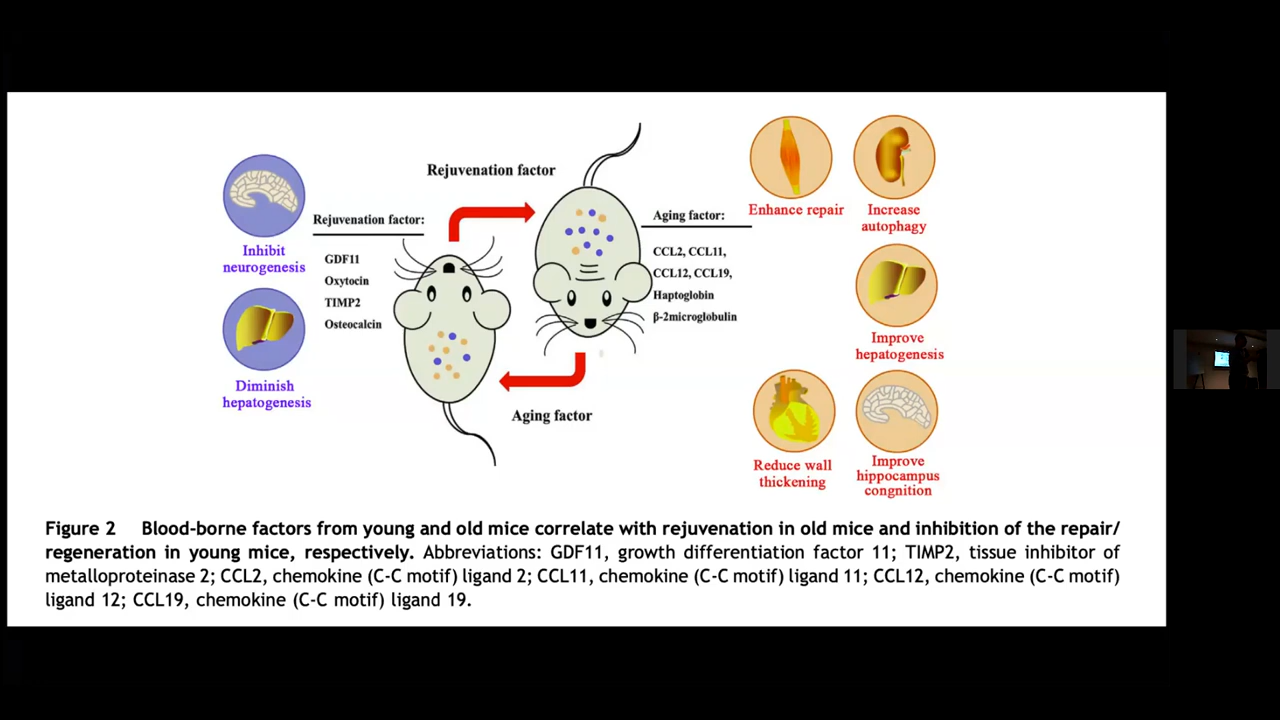 Rejuvenation factor
Inhibit
neurogenesis
Diminish
hepatogenesis
Rejuvenation factor:
GDF11
Oxytocin
TIMP2
Osteocalcin
Aging factor:
CCL2, CCL11,
CCL12, CCL19,
Haptoglobin
β-2microglobulin
Aging factor
Enhance repair
Increase
autophagy
Improve
hepatogenesis
Reduce wall
thickening
Improve
hippocampus
congnition
Figure 2 Blood-borne factors from young and old mice correlate with rejuvenation in old mice and inhibition of the repair/
regeneration in young mice, respectively. Abbreviations: GDF11, growth differentiation factor 11; TIMP2, tissue inhibitor of
metalloproteinase 2; CCL2, chemokine (C-C motif) ligand 2; CCL11, chemokine (C-C motif) ligand 11; CCL12, chemokine (C-C motif)
ligand 12; CCL19, chemokine (C-C motif) ligand 19.